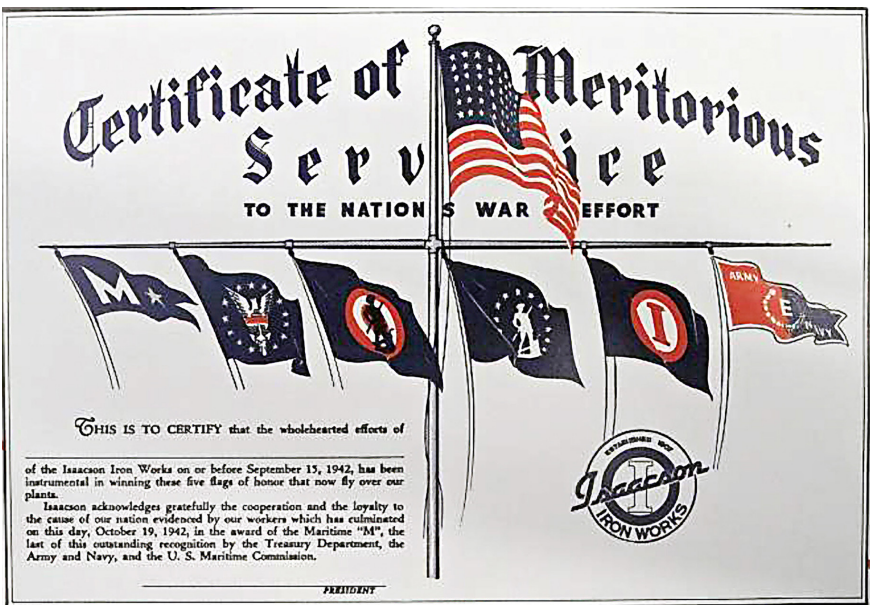 Certificate of Meritorious
Service
TO THE NATION S WAR EFFORT
M
I
ARMY
E
NAVY
THIS IS TO CERTIFY that the wholehearted efforts of
of the Isaacson Iron Works on or before September 15, 1942, has been
instrumental in winning these five flags of honor that now fly over our
plants.
Isaacson acknowledges gratefully the cooperation and the loyalty to
the cause of our nation evidenced by our workers which has culminated
on this day, October 19, 1942, in the award of the Maritime "M", the
last of this outstanding recognition by the Treasury Department, the
Army and Navy, and the U. S. Maritime Commission.
PRESIDENT
ESTABLISHED 1907
I
Isaacson
IRON WORKS